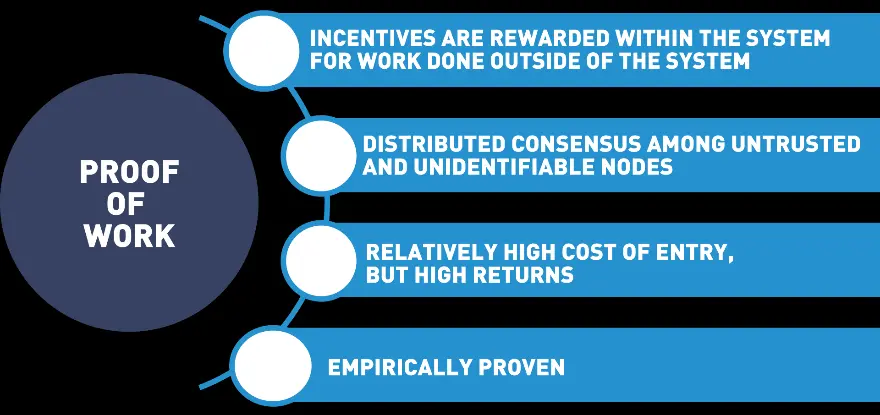 PROOF
OF
WORK
INCENTIVES ARE REWARDED WITHIN THE SYSTEM
FOR WORK DONE OUTSIDE OF THE SYSTEM
DISTRIBUTED CONSENSUS AMONG UNTRUSTED
AND UNIDENTIFIABLE NODES
RELATIVELY HIGH COST OF ENTRY,
BUT HIGH RETURNS
EMPIRICALLY PROVEN